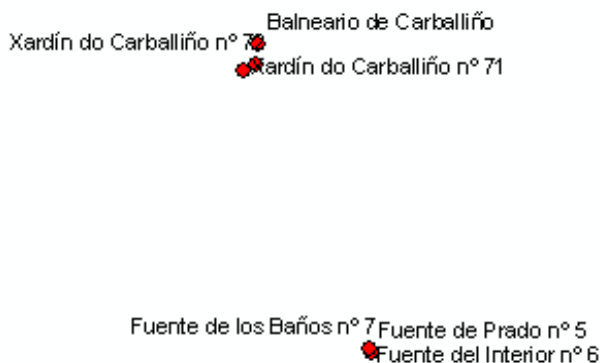 Balneario de Carballiño
Xardín do Carballiño nº
Xardín do Carballiño nº 71
Fuente de los Baños nº 7
Fuente de Prado nº 5
Fuente del Interior nº 6